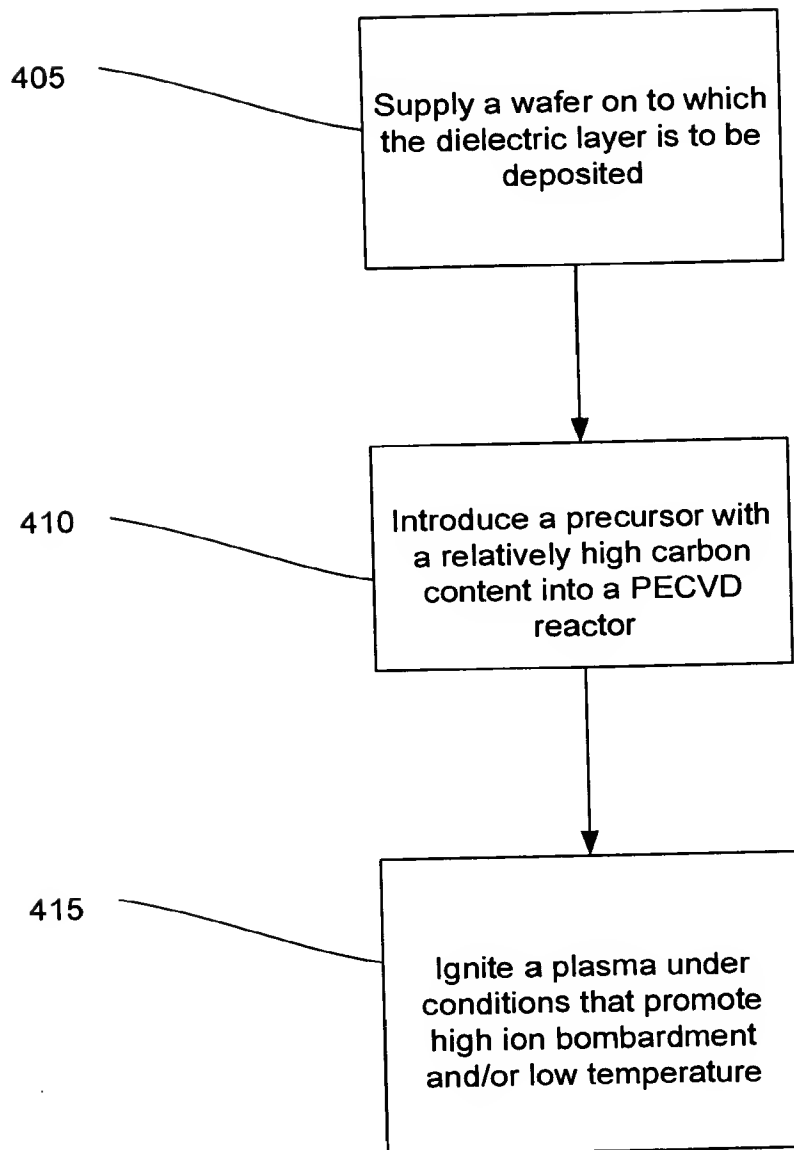 405
Supply a wafer on to which
the dielectric layer is to be
deposited
410
Introduce a precursor with
a relatively high carbon
content into a PECVD
reactor
415
Ignite a plasma under
conditions that promote
high ion bombardment
and/or low temperature